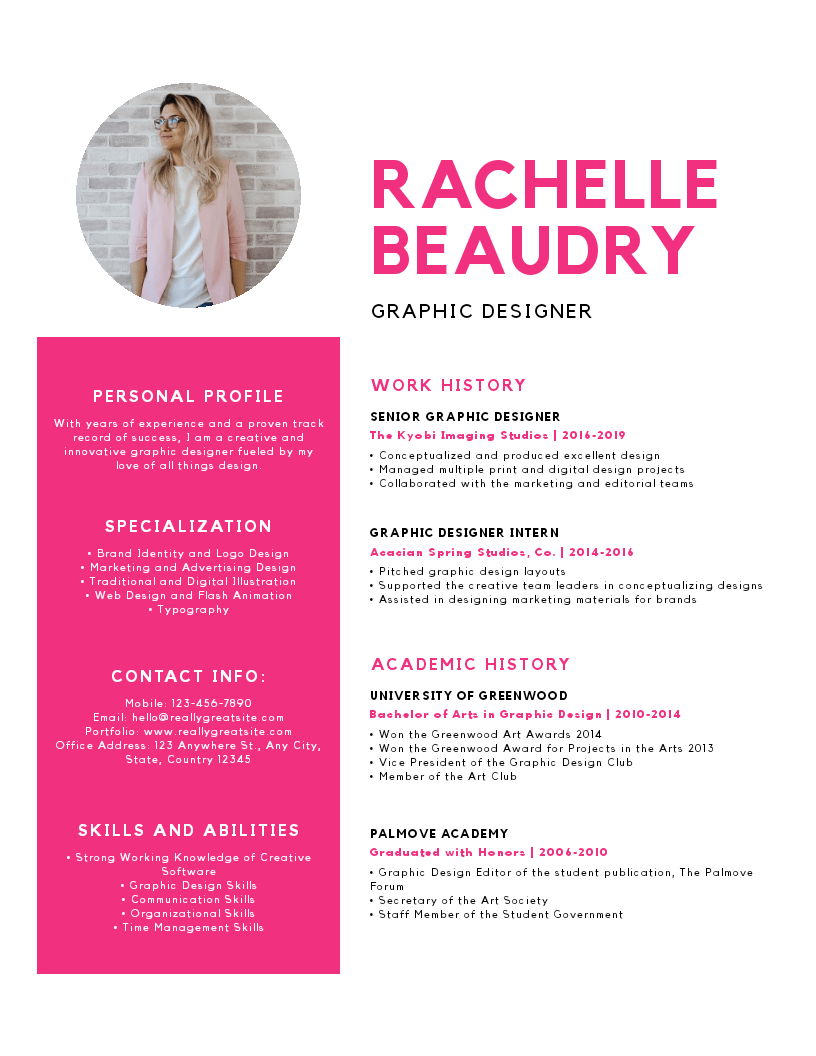 RACHELLE
BEAUDRY
GRAPHIC DESIGNER
PERSONAL PROFILE
With years of experience and a proven track
record of success, I am a creative and
innovative graphic designer fueled by my
love of all things design.
SPECIALIZATION
• Brand Identity and Logo Design
• Marketing and Advertising Design
• Traditional and Digital Illustration
• Web Design and Flash Animation
• Typography
CONTACT INFO:
Mobile: 123-456-7890
Email: hello@reallygreatsite.com
Portfolio: www.reallygreatsite.com
Office Address: 123 Anywhere St., Any City,
State, Country 12345
SKILLS AND ABILITIES
• Strong Working Knowledge of Creative
Software
• Graphic Design Skills
• Communication Skills
• Organizational Skills
• Time Management Skills
WORK HISTORY
SENIOR GRAPHIC DESIGNER
The Kyobi Imaging Studios | 2016-2019
• Conceptualized and produced excellent design
• Managed multiple print and digital design projects
• Collaborated with the marketing and editorial teams
GRAPHIC DESIGNER INTERN
Acacian Spring Studios, Co. | 2014-2016
• Pitched graphic design layouts
• Supported the creative team leaders in conceptualizing designs
• Assisted in designing marketing materials for brands
ACADEMIC HISTORY
UNIVERSITY OF GREENWOOD
Bachelor of Arts in Graphic Design | 2010-2014
• Won the Greenwood Art Awards 2014
• Won the Greenwood Award for Projects in the Arts 2013
• Vice President of the Graphic Design Club
• Member of the Art Club
PALMOVE ACADEMY
Graduated with Honors | 2006-2010
• Graphic Design Editor of the student publication, The Palmove
Forum
• Secretary of the Art Society
• Staff Member of the Student Government